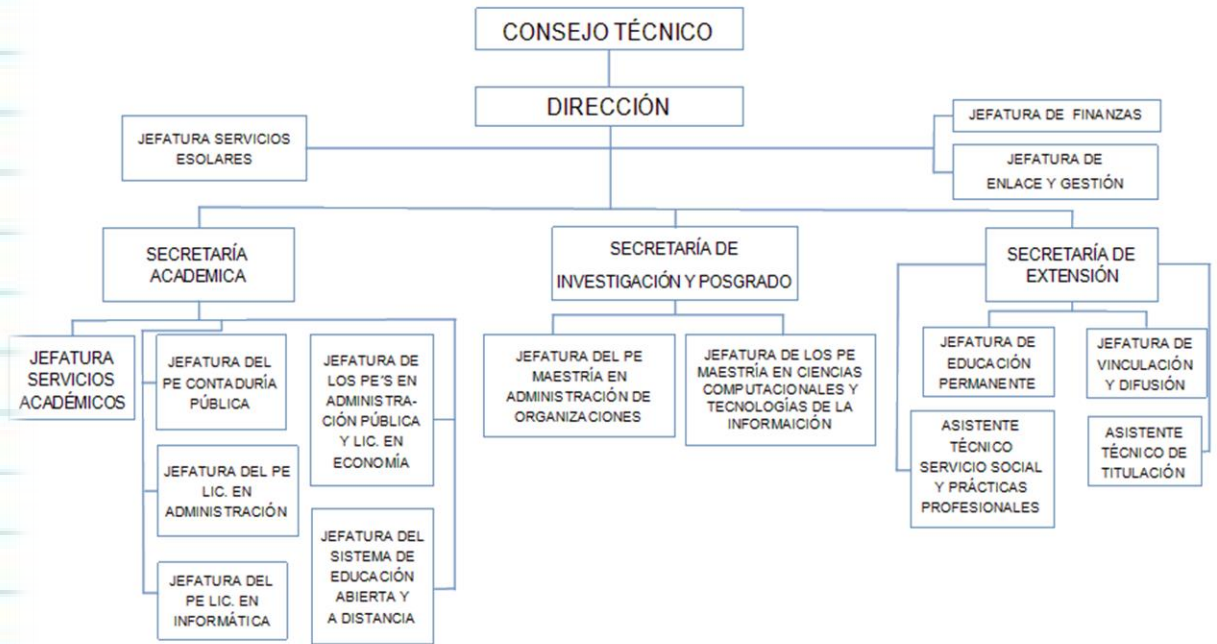 CONSEJO TÉCNICO
DIRECCIÓN
JEFATURA SERVICIOS
ESOLARES
JEFATURA DE FINANZAS
JEFATURA DE
ENLACE Y GESTIÓN
SECRETARÍA
ACADEMICA
SECRETARÍA DE
INVESTIGACIÓN Y POSGRADO
SECRETARÍA DE
EXTENSIÓN
JEFATURA
SERVICIOS
ACADÉMICOS
JEFATURA DEL
PE CONTADURÍA
PÚBLICA
JEFATURA DE
LOS PE'S EN
ADMINISTRA-
CIÓN PÚBLICA
Y LIC. EN
ECONOMÍA
JEFATURA DEL PE
MAESTRÍA EN
ADMINISTRACIÓN DE
ORGANIZACIONES
JEFATURA DE LOS PE
MAESTRÍA EN CIENCIAS
COMPUTACIONALES Y
TECNOLOGÍAS DE LA
INFORMAICIÓN
JEFATURA DE
EDUCACIÓN
PERMANENTE
JEFATURA DE
VINCULACIÓN
Y DIFUSIÓN
JEFATURA DEL PE
LIC. EN
ADMINISTRACIÓN
ASISTENTE
TÉCNICO
SERVICIO SOCIAL
Y PRÁCTICAS
PROFESIONALES
ASISTENTE
TÉCNICO DE
TITULACIÓN
JEFATURA DEL
PE LIC. EN
INFORMÁTICA
JEFATURA DEL
SISTEMA DE
EDUCACIÓN
ABIERTA Y
A DISTANCIA